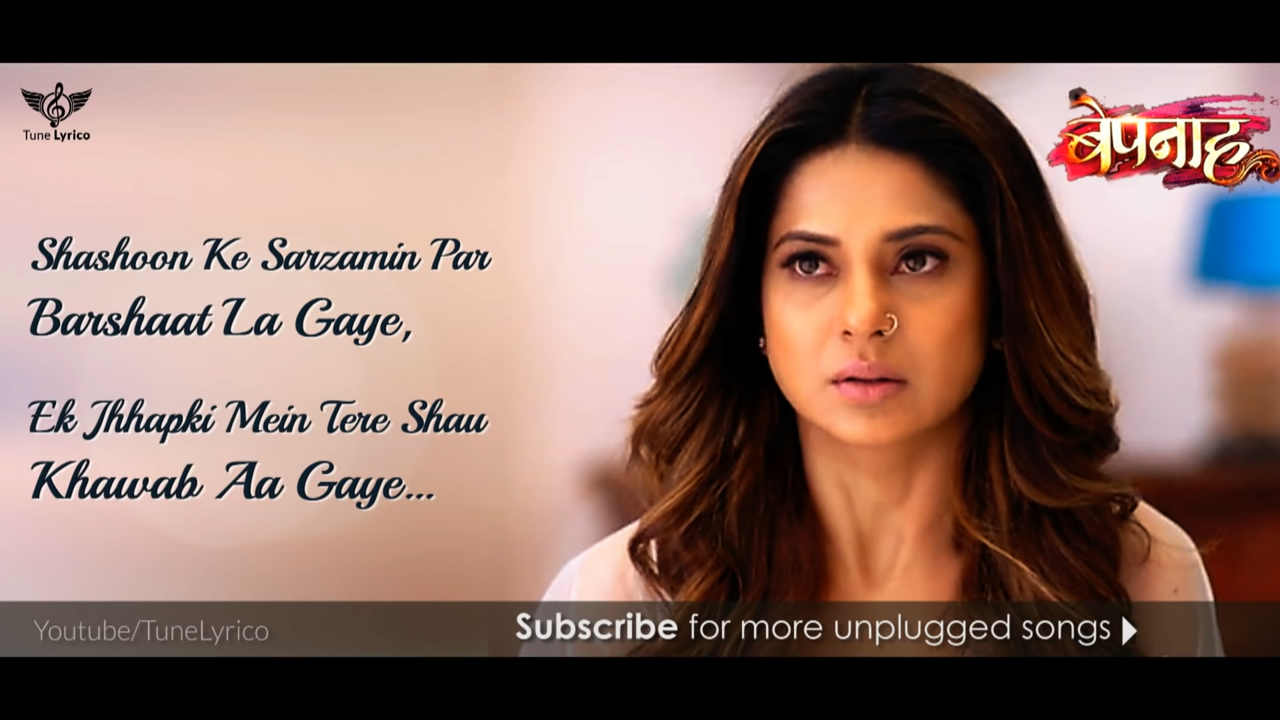 Tune Lyrico
बेपनाह
Shashoon Ke Sarzamin Par
Barshaat La Gaye,
Ek Jhhapki Mein Tere Shau
Khawab Aa Gaye...
Youtube/TuneLyrico
Subscribe for more unplugged songs